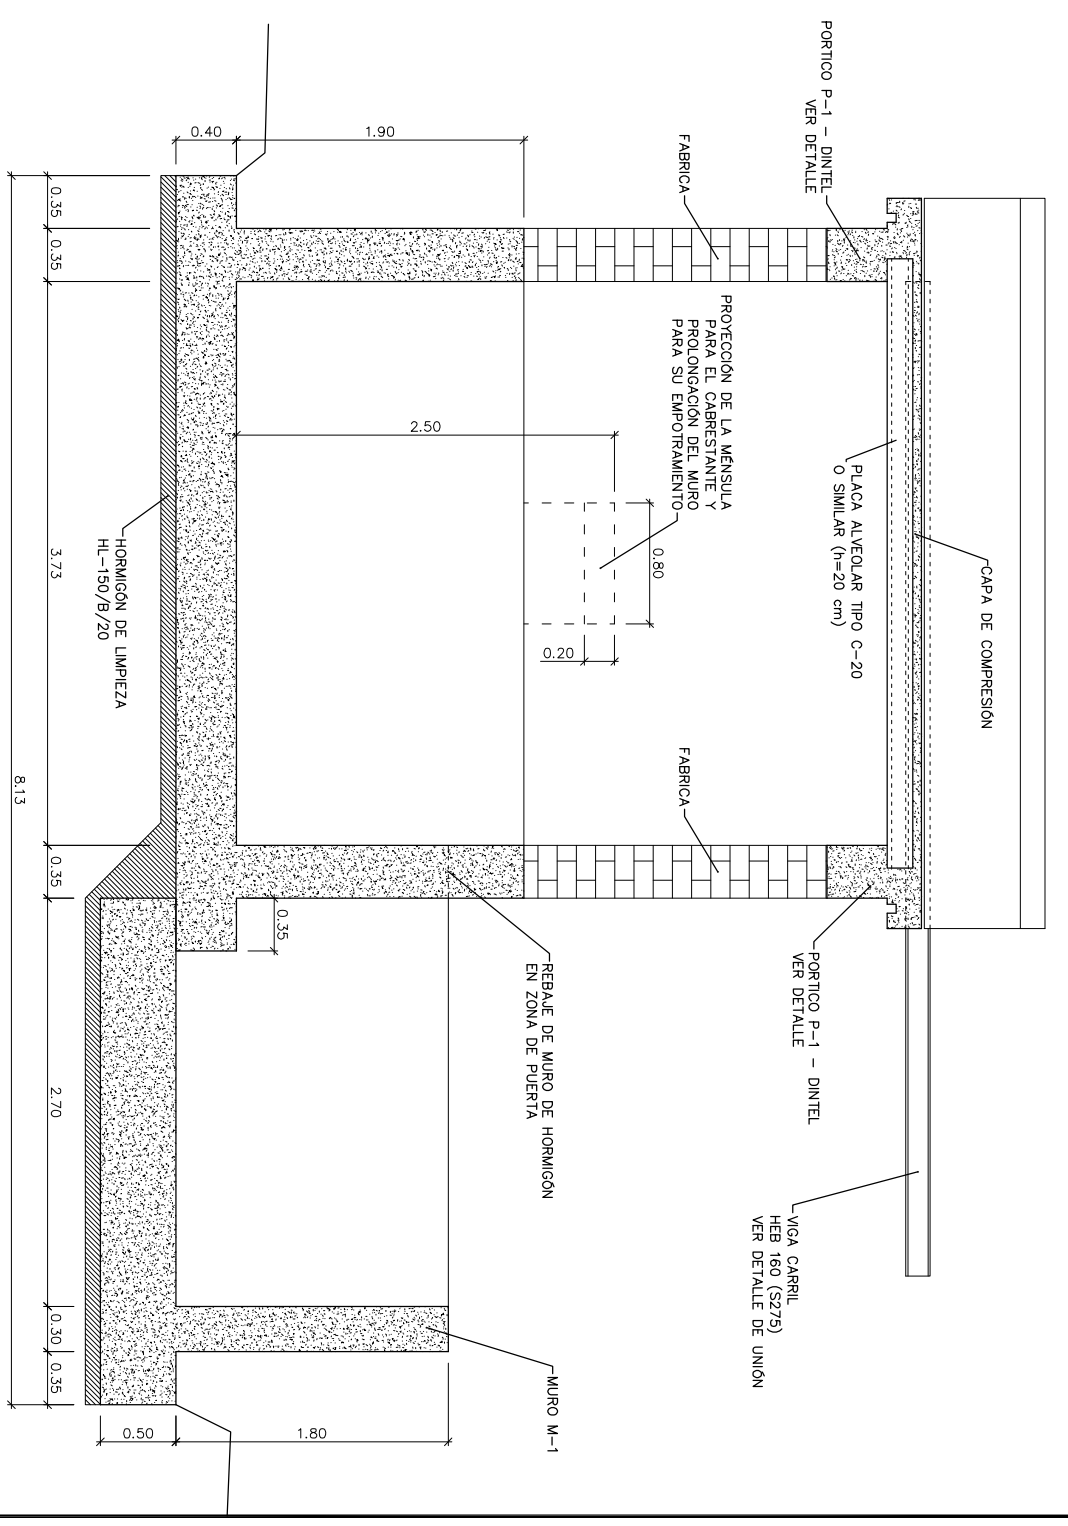 PORTICO P-1 - DINTEL
VER DETALLE
FABRICA
PROYECCIÓN DE LA MÉNSULA
PARA EL CABRESTANTE Y
PROLONGACIÓN DEL MURO
PARA SU EMPOTRAMIENTO
CAPA DE COMPRESIÓN
PLACA ALVEOLAR TIPO C-20
O SIMILAR (h=20 cm)
FABRICA
PORTICO P-1 - DINTEL
VER DETALLE
VIGA CARRIL
HEB 160 (S275)
VER DETALLE DE UNIÓN
REBAJE DE MURO DE HORMIGÓN
EN ZONA DE PUERTA
MURO M-1
HORMIGÓN DE LIMPIEZA
HL-150/B/20
0.40
1.90
2.50
0.80
0.20
0.35
0.50
1.80
0.35
0.35
3.73
0.35
2.70
0.30
0.35
8.13